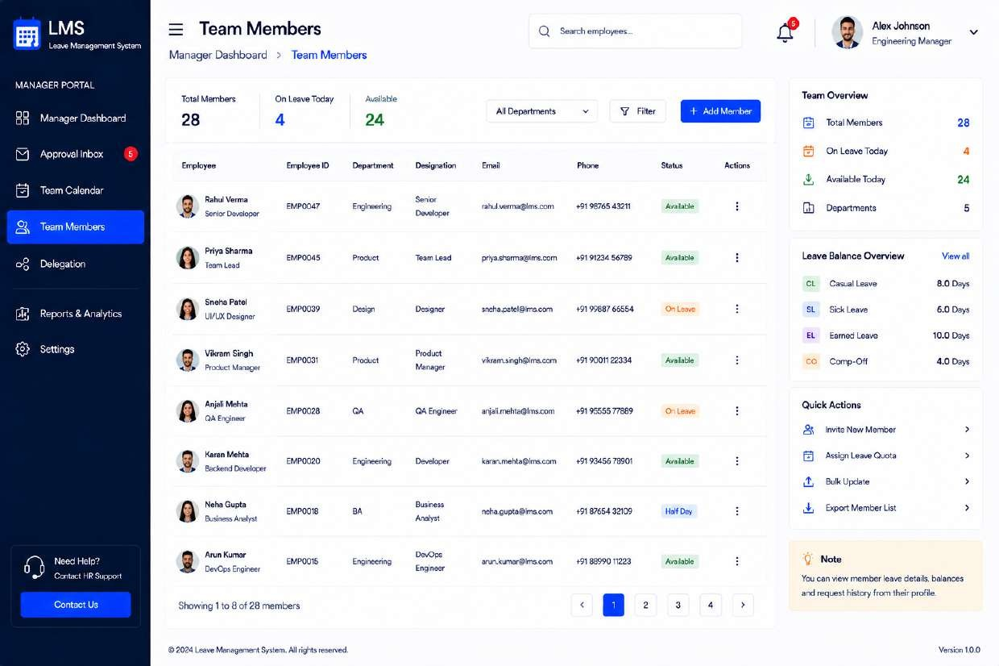 LMS
Leave Management System
MANAGER PORTAL
Manager Dashboard
Approval Inbox 5
Team Calendar
Team Members
Delegation
Reports & Analytics
Settings
Need Help?
Contact HR Support
Contact Us
Team Members
Manager Dashboard > Team Members
Search employees...
5
Alex Johnson
Engineering Manager
Total Members
28
On Leave Today
4
Available
24
All Departments
Filter
+ Add Member
Employee Employee ID Department Designation Email Phone Status Actions
Rahul Verma
Senior Developer
EMP0047 Engineering
Senior
Developer
rahul.verma@lms.com +91 98765 43211 Available
Priya Sharma
Team Lead
EMP0045 Product Team Lead priya.sharma@lms.com +91 91234 56789 Available
Sneha Patel
UI/UX Designer
EMP0039 Design Designer sneha.patel@lms.com +91 99887 66554 On Leave
Vikram Singh
Product Manager
EMP0031 Product
Product
Manager
vikram.singh@lms.com +91 90011 22334 Available
Anjali Mehta
QA Engineer
EMP0028 QA QA Engineer anjali.mehta@lms.com +91 95555 77889 On Leave
Karan Mehta
Backend Developer
EMP0020 Engineering Developer karan.mehta@lms.com +91 93456 78901 Available
Neha Gupta
Business Analyst
EMP0018 BA
Business
Analyst
neha.gupta@lms.com +91 87654 32109 Half Day
Arun Kumar
DevOps Engineer
EMP0015 Engineering
DevOps
Engineer
arun.kumar@lms.com +91 88990 11223 Available
Showing 1 to 8 of 28 members
< 1 2 3 4 >
Team Overview
Total Members 28
On Leave Today 4
Available Today 24
Departments 5
Leave Balance Overview View all
CL Casual Leave 8.0 Days
SL Sick Leave 6.0 Days
EL Earned Leave 10.0 Days
CO Comp-Off 4.0 Days
Quick Actions
Invite New Member
Assign Leave Quota
Bulk Update
Export Member List
Note
You can view member leave details, balances
and request history from their profile.
© 2024 Leave Management System. All rights reserved.
Version 1.0.0